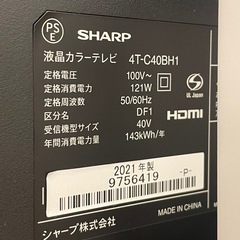 PS
E
SHARP
液晶カラーテレビ 4T-C40BH1
定格電圧 100V~
定格消費電力 121W
定格周波数 50/60Hz
区分名 DF1
受信機型サイズ 40V
年間消費電力量 143kWh/年
UL Japan
HDMI
2021年製
9756419 -P-
シャープ株式会社
MADE IN CHINA